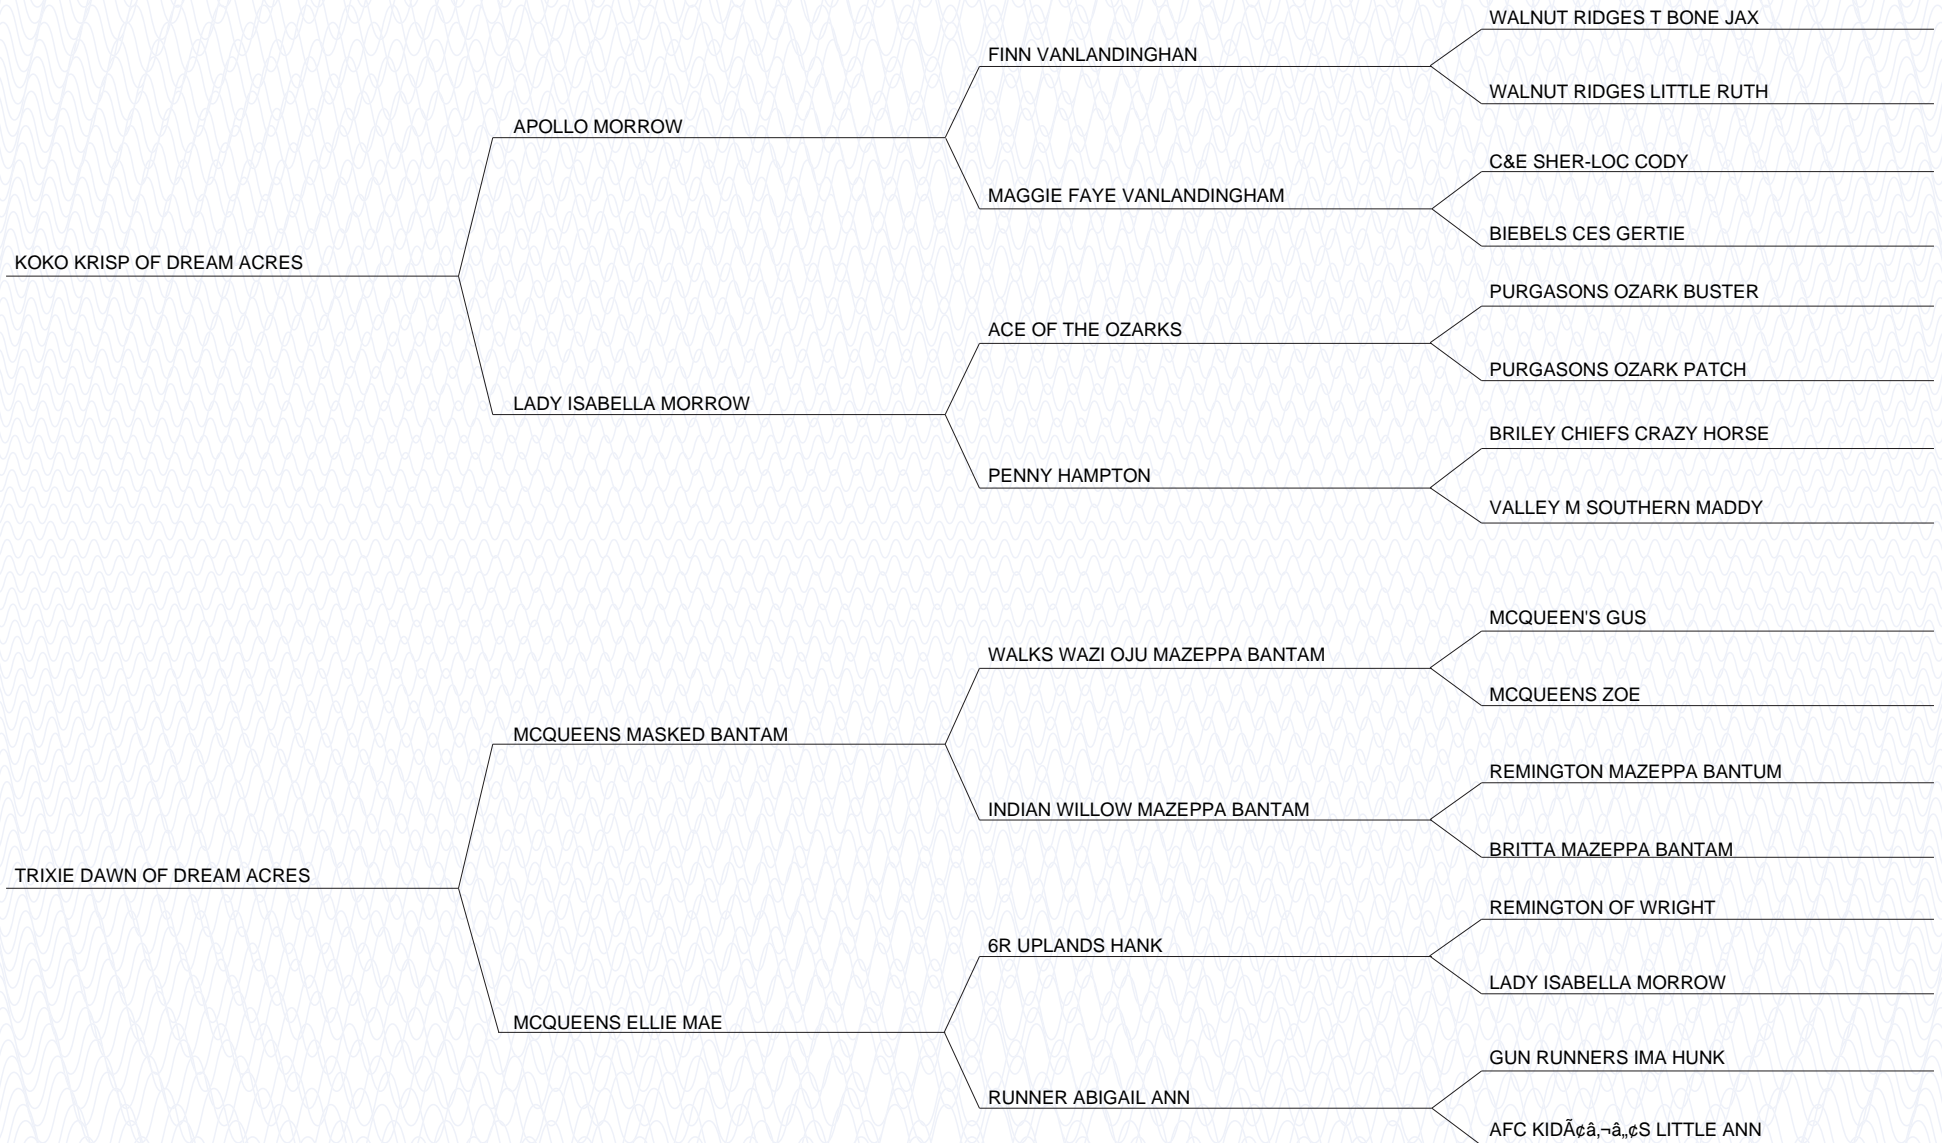 WALNUT RIDGES T BONE JAX
FINN VANLANDINGHAN
WALNUT RIDGES LITTLE RUTH
APOLLO MORROW
C&E SHER-LOC CODY
MAGGIE FAYE VANLANDINGHAM
BIEBELS CES GERTIE
KOKO KRISP OF DREAM ACRES
PURGASONS OZARK BUSTER
ACE OF THE OZARKS
PURGASONS OZARK PATCH
LADY ISABELLA MORROW
BRILEY CHIEFS CRAZY HORSE
PENNY HAMPTON
VALLEY M SOUTHERN MADDY
MCQUEEN'S GUS
WALKS WAZI OJU MAZEPPA BANTAM
MCQUEENS ZOE
MCQUEENS MASKED BANTAM
REMINGTON MAZEPPA BANTUM
INDIAN WILLOW MAZEPPA BANTAM
BRITTA MAZEPPA BANTAM
TRIXIE DAWN OF DREAM ACRES
REMINGTON OF WRIGHT
6R UPLANDS HANK
LADY ISABELLA MORROW
MCQUEENS ELLIE MAE
GUN RUNNERS IMA HUNK
RUNNER ABIGAIL ANN
AFC KIDÃ¢â‚¬â„¢S LITTLE ANN